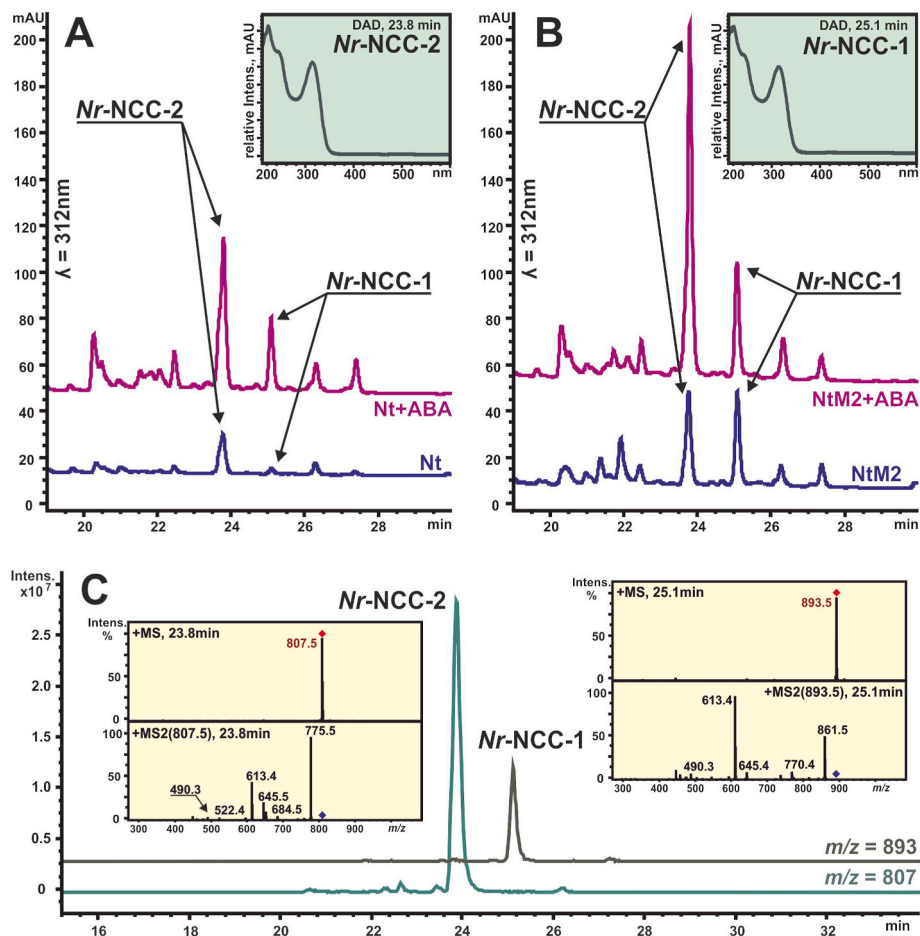 mAU
A
DAD, 23.8 min
Nr-NCC-2
relative Intens., mAU
200 300 400 500 nm
Nr-NCC-2
Nr-NCC-1
λ = 312nm
200
180
160
140
120
100
80
60
40
20
0
Nt+ABA
Nt
20 22 24 26 28 min
mAU
B
DAD, 25.1 min
Nr-NCC-1
relative Intens., mAU
200 300 400 500 nm
Nr-NCC-2
Nr-NCC-1
λ = 312nm
200
180
160
140
120
100
80
60
40
20
0
NtM2+ABA
NtM2
20 22 24 26 28 min
C
Intens.
x10⁷
2.5
2.0
1.5
1.0
0.5
0
Nr-NCC-2
Nr-NCC-1
Intens.
%
+MS, 23.8min
807.5
50
0
100
+MS2(807.5), 23.8min
775.5
50
613.4
490.3
645.5
522.4
684.5
0
300 400 500 600 700 800 900 m/z
Intens.
%
+MS, 25.1min
893.5
50
0
100
+MS2(893.5), 25.1min
613.4
861.5
50
490.3
645.4
770.4
0
300 400 500 600 700 800 900 m/z
m/z = 893
m/z = 807
16 18 20 22 24 26 28 30 32 min